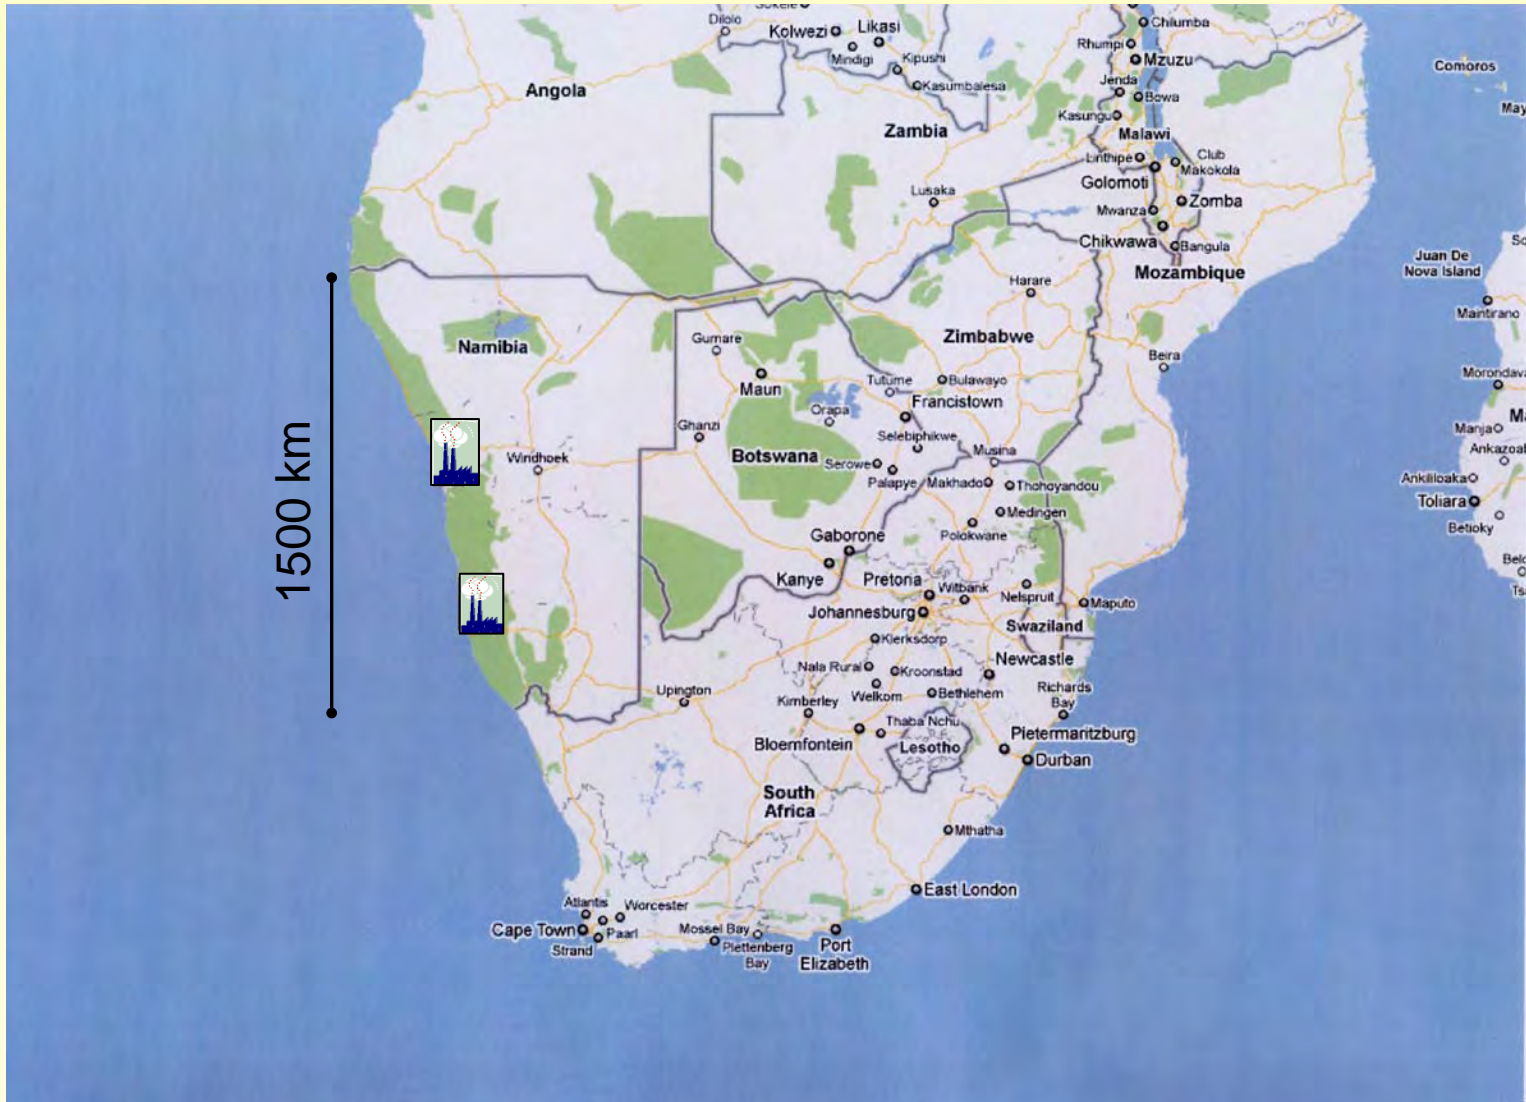 Dilolo
Kolwezi
Likasi
Mindigi
Kipushi
Kasumbalesa
Chilumba
Rhumpi
Mzuzu
Jenda
Bowa
Kasungu
Comoros
Angola
Zambia
Malawi
Linthipe
Club
Makokola
Golomoti
Lusaka
Mwanza
Zomba
Chikwawa
Bangula
Mozambique
Juan De
Nova Island
Harare
Maintirano
Namibia
Gumare
Zimbabwe
Beira
Maun
Tutume
Bulawayo
Morondava
Orapa
Francistown
Ghanzi
Selebiphikwe
Manja
1500 km
Windhoek
Botswana
Serowe
Musina
Palapye
Makhado
Thohoyandou
Ankililoaka
Toliara
Medingen
Betioky
Gaborone
Polokwane
Kanye
Pretoria
Witbank
Nelspruit
Maputo
Johannesburg
Swaziland
Klerksdorp
Nala Rural
Kroonstad
Newcastle
Upington
Welkom
Bethlehem
Richards
Bay
Kimberley
Thaba Nchu
Bloemfontein
Lesotho
Pietermaritzburg
Durban
South
Africa
Mthatha
East London
Atlantis
Worcester
Cape Town
Paarl
Strand
Mossel Bay
Plettenberg
Bay
Port
Elizabeth